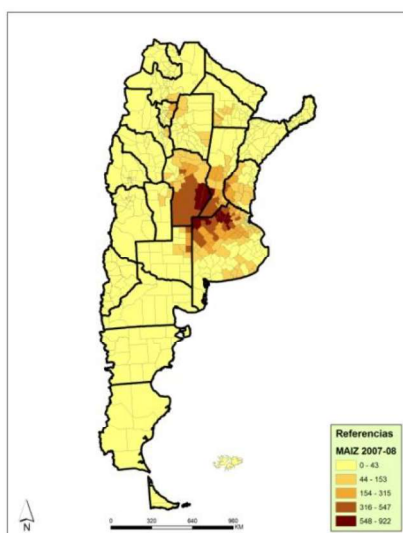 Referencias
MAIZ 2007-08
0 - 43
44 - 153
154 - 315
316 - 547
548 - 922
N
0 320 640 960
KM